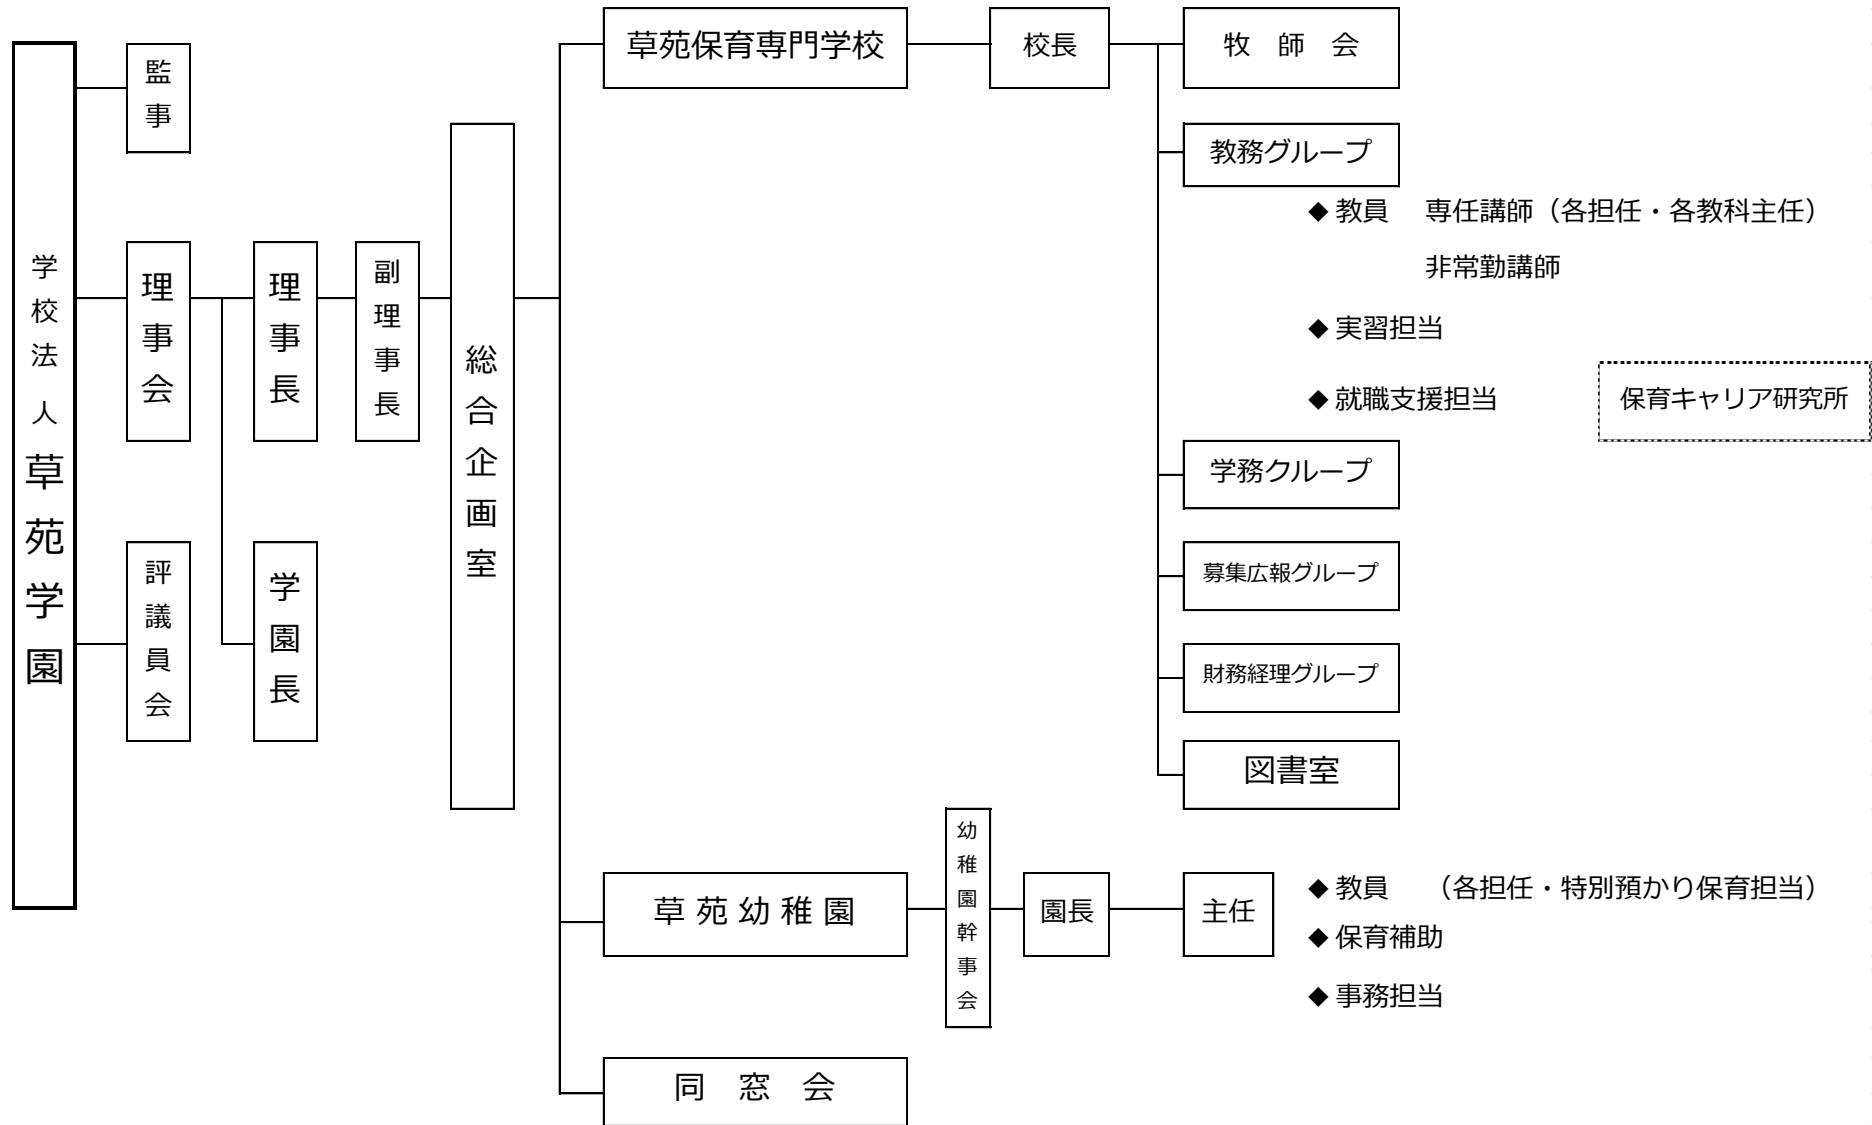 学校法人 草苑学園
監事
理事会
評議員会
理事長
学園長
副理事長
総合企画室
草苑保育専門学校
校長
牧 師 会
教務グループ
◆ 教員 専任講師（各担任・各教科主任）
非常勤講師
◆ 実習担当
◆ 就職支援担当
保育キャリア研究所
学務クループ
募集広報グループ
財務経理グループ
図書室
草 苑 幼 稚 園
幼稚園幹事会
園長
主任
◆ 教員 （各担任・特別預かり保育担当）
◆ 保育補助
◆ 事務担当
同 窓 会